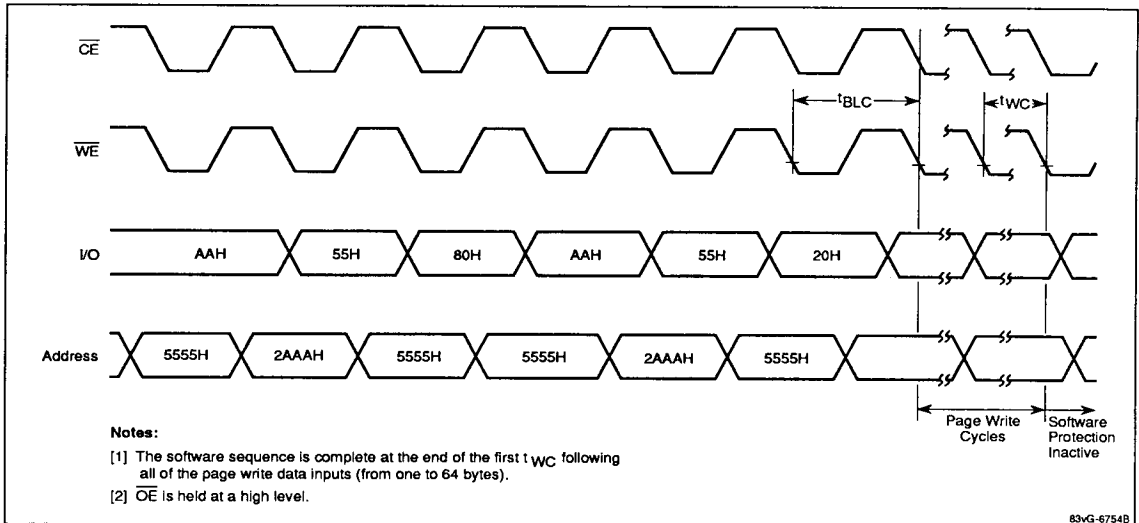 CE
tBLC
tWC
WE
I/O AAH 55H 80H AAH 55H 20H
Address 5555H 2AAAH 5555H 5555H 2AAAH 5555H
Page Write Cycles
Software Protection Inactive
Notes:
[1] The software sequence is complete at the end of the first t WC following
all of the page write data inputs (from one to 64 bytes).
[2] OE is held at a high level.
83vG-6754B